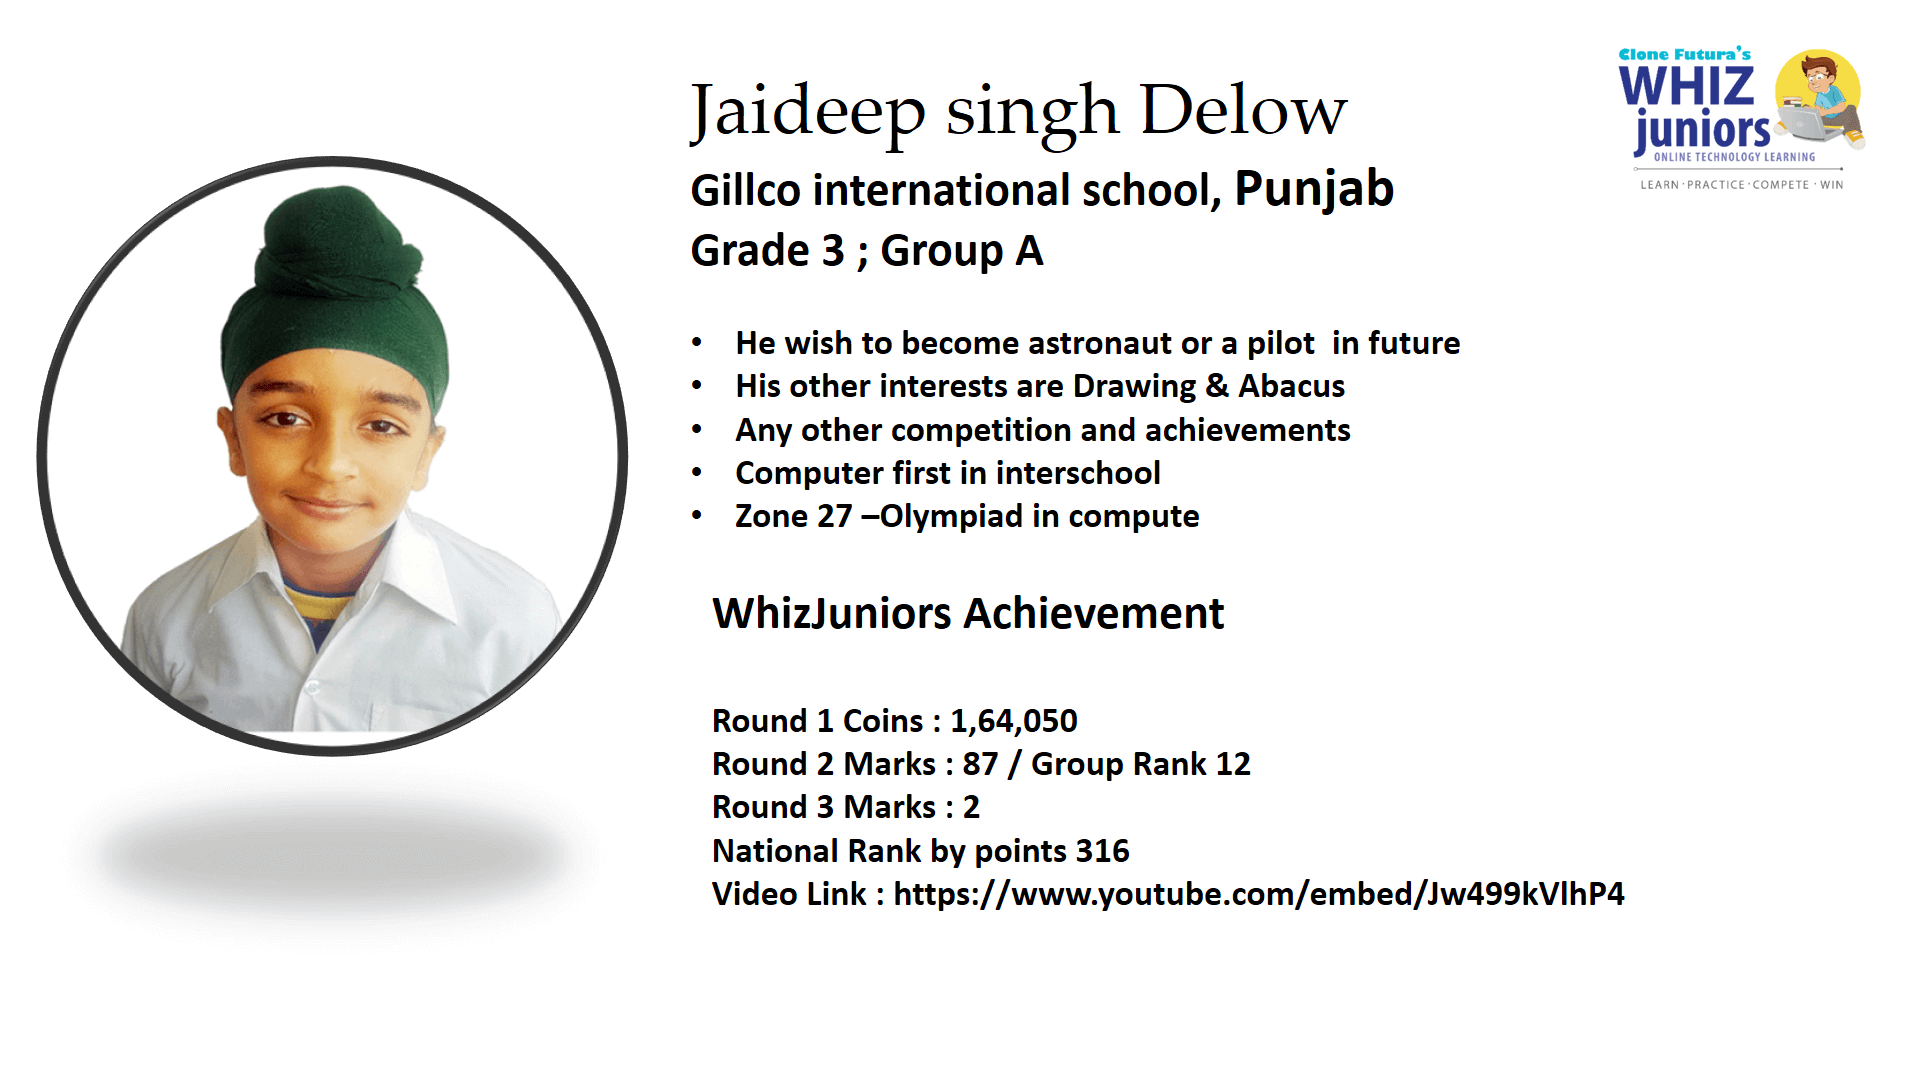 Clone Futura's
WHIZ
juniors
ONLINE TECHNOLOGY LEARNING
LEARN · PRACTICE · COMPETE · WIN
Jaideep singh Delow
Gillco international school, Punjab
Grade 3 ; Group A
• He wish to become astronaut or a pilot in future
• His other interests are Drawing & Abacus
• Any other competition and achievements
• Computer first in interschool
• Zone 27 –Olympiad in compute
WhizJuniors Achievement
Round 1 Coins : 1,64,050
Round 2 Marks : 87 / Group Rank 12
Round 3 Marks : 2
National Rank by points 316
Video Link : https://www.youtube.com/embed/Jw499kVlhP4